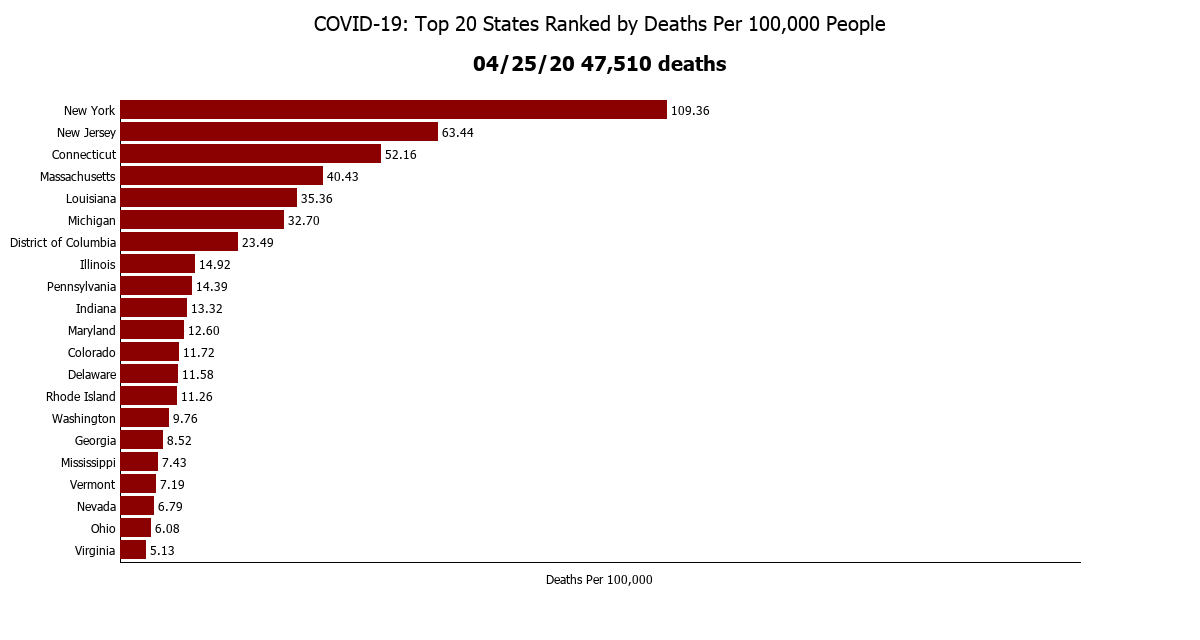 COVID-19: Top 20 States Ranked by Deaths Per 100,000 People
04/25/20 47,510 deaths
New York 109.36
New Jersey 63.44
Connecticut 52.16
Massachusetts 40.43
Louisiana 35.36
Michigan 32.70
District of Columbia 23.49
Illinois 14.92
Pennsylvania 14.39
Indiana 13.32
Maryland 12.60
Colorado 11.72
Delaware 11.58
Rhode Island 11.26
Washington 9.76
Georgia 8.52
Mississippi 7.43
Vermont 7.19
Nevada 6.79
Ohio 6.08
Virginia 5.13
Deaths Per 100,000